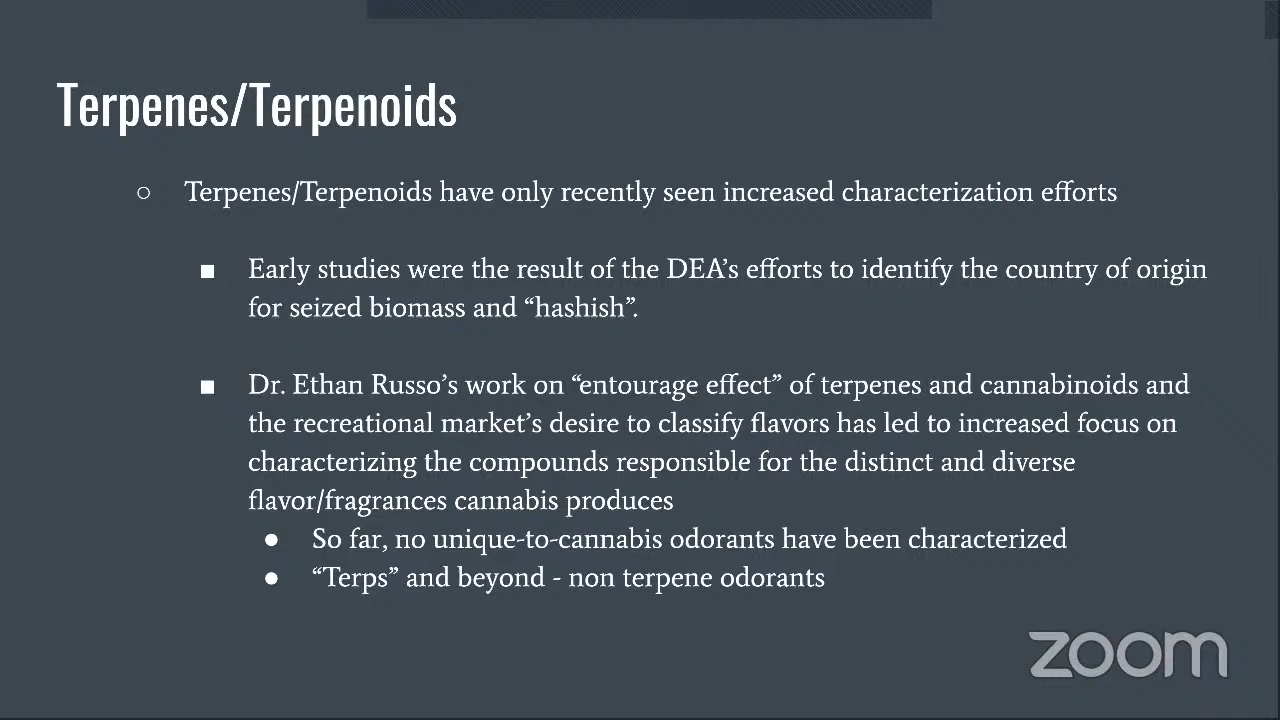 Terpenes/Terpenoids
○ Terpenes/Terpenoids have only recently seen increased characterization efforts
■ Early studies were the result of the DEA’s efforts to identify the country of origin
for seized biomass and “hashish”.
■ Dr. Ethan Russo’s work on “entourage effect” of terpenes and cannabinoids and
the recreational market’s desire to classify flavors has led to increased focus on
characterizing the compounds responsible for the distinct and diverse
flavor/fragrances cannabis produces
● So far, no unique-to-cannabis odorants have been characterized
● “Terps” and beyond - non terpene odorants
zoom